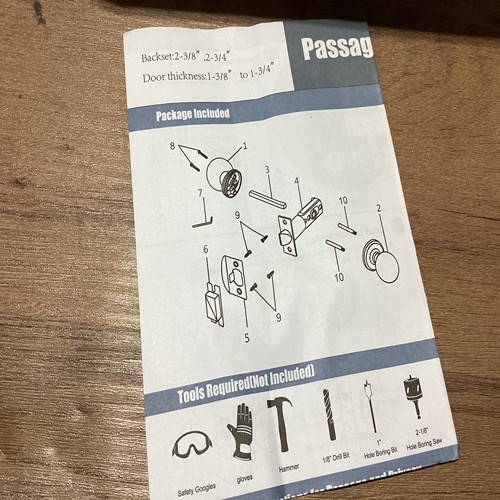 Backset:2-3/8" ,2-3/4"
Door thickness:1-3/8" to 1-3/4"
Passag
Package Included
8
1
3
4
7
10
2
9
6
10
9
5
Tools Required(Not Included)
Safety Googles
gloves
Hammer
1/8" Drill Bit
1"
Hole Boring Bit
2-1/8"
Hole Boring Saw